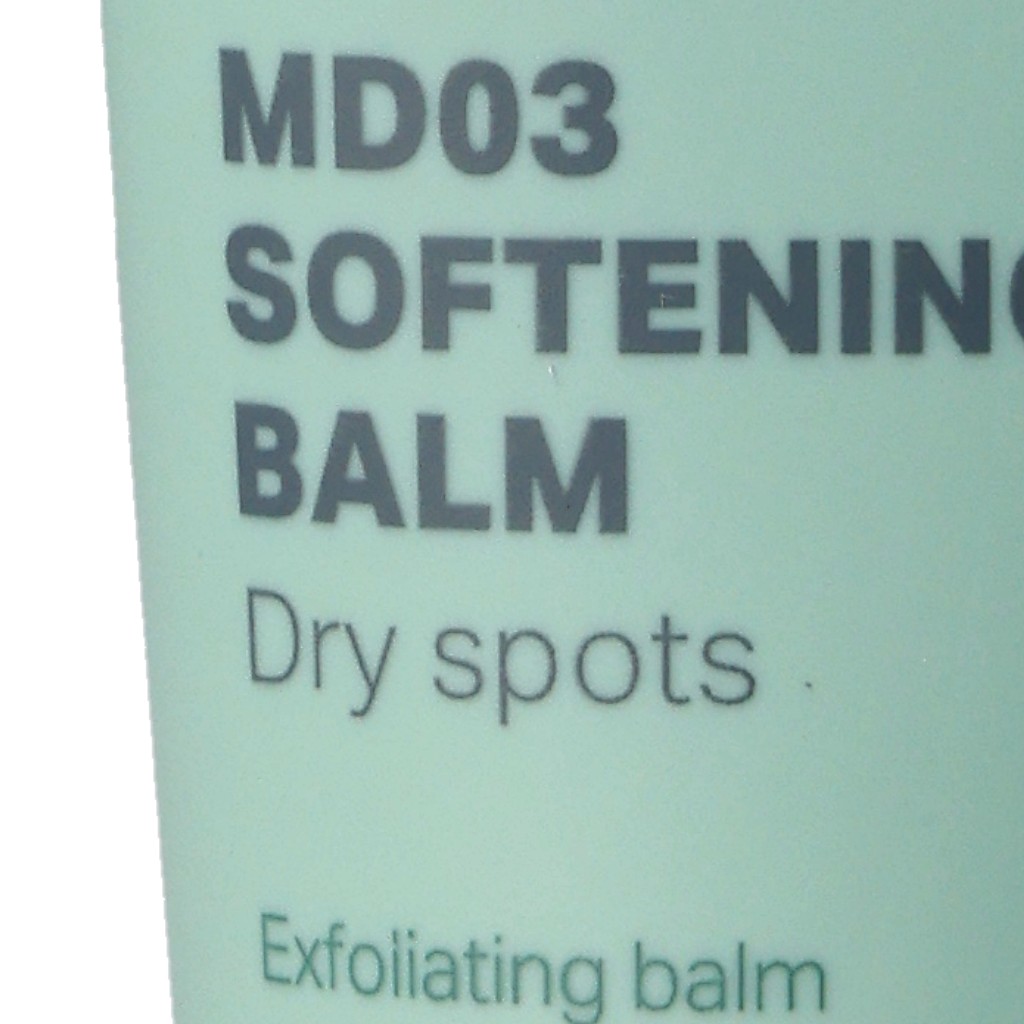 MD03
SOFTENING
BALM
Dry spots
Exfoliating balm